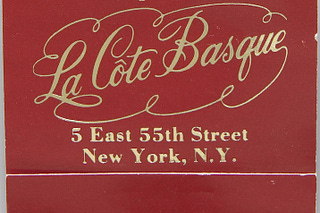 La Côte Basque
5 East 55th Street
New York, N.Y.